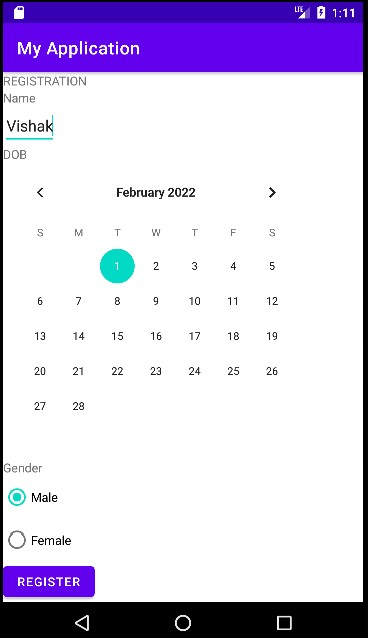 LTE 1:11
My Application
REGISTRATION
Name
Vishak
DOB
February 2022
S M T W T F S
1 2 3 4 5
6 7 8 9 10 11 12
13 14 15 16 17 18 19
20 21 22 23 24 25 26
27 28
Gender
Male
Female
REGISTER